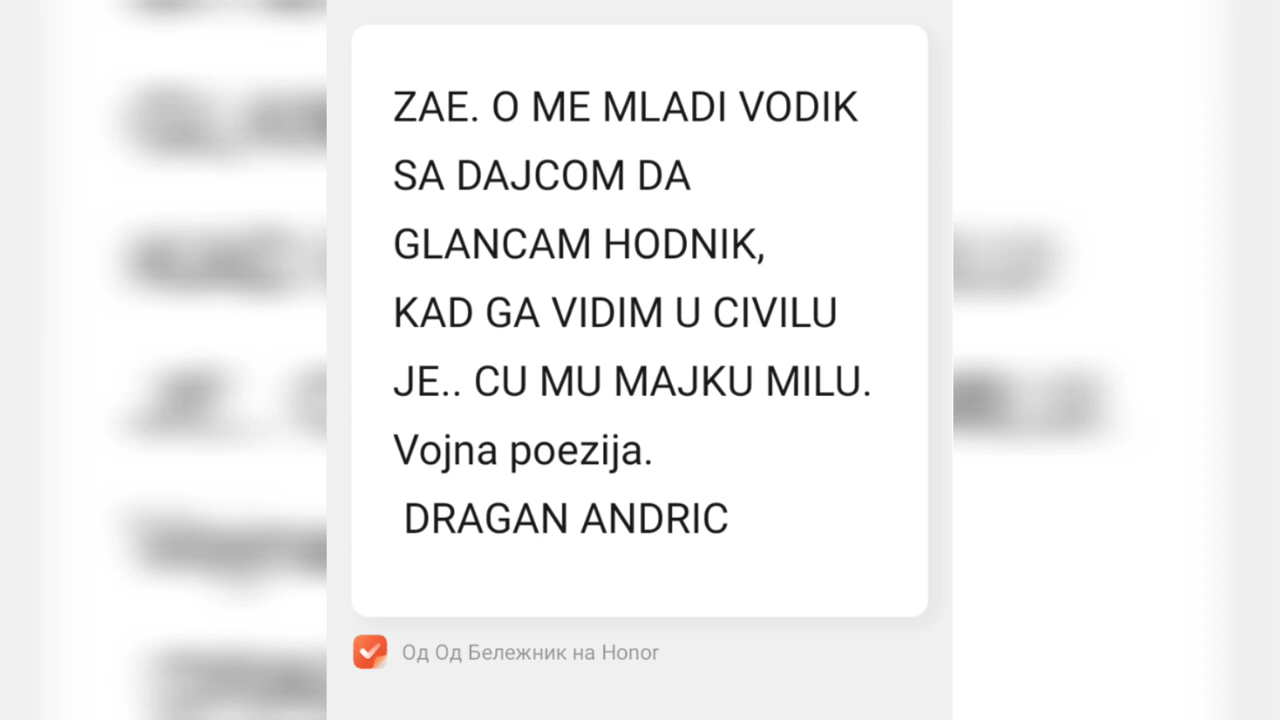 ZAE. O ME MLADI VODIK
SA DAJCOM DA
GLANCAM HODNIK,
KAD GA VIDIM U CIVILU
JE.. CU MU MAJKU MILU.
Vojna poezija.
DRAGAN ANDRIC
Од Од Бележник на Honor